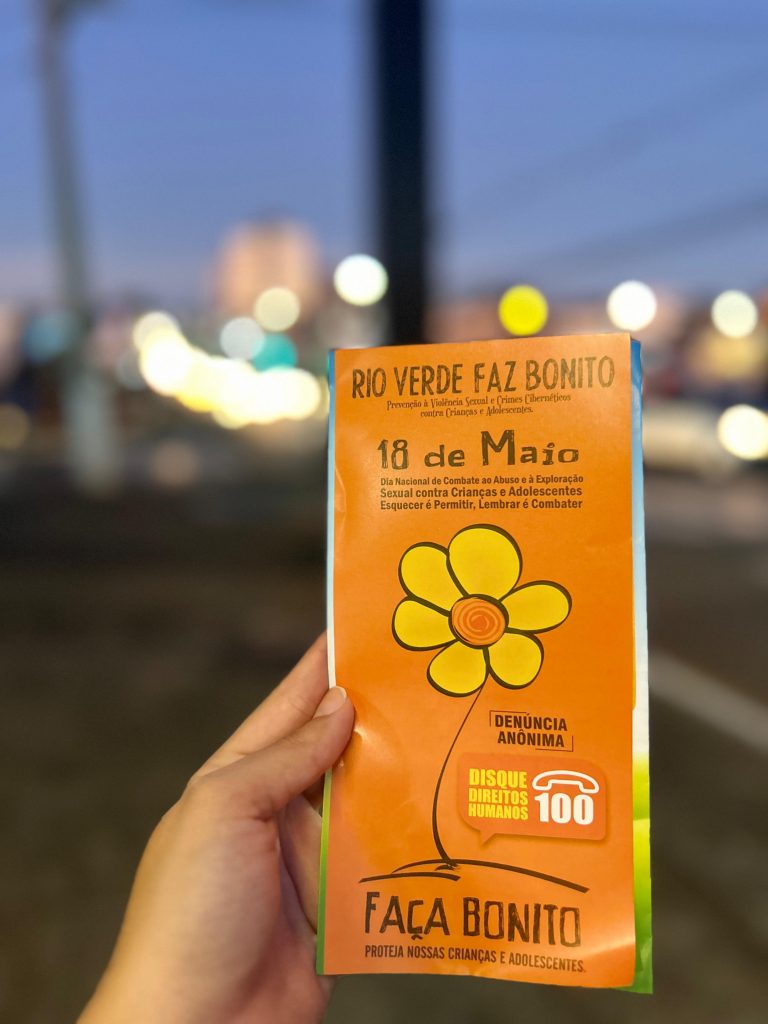 RIO VERDE FAZ BONITO
Prevenção à Violência Sexual e Crimes Cibernéticos
contra Crianças e Adolescentes.
18 de Maio
Dia Nacional de Combate ao Abuso e à Exploração
Sexual contra Crianças e Adolescentes
Esquecer é Permitir, Lembrar é Combater
DENÚNCIA
ANÔNIMA
DISQUE
DIREITOS
HUMANOS
100
FAÇA BONITO
PROTEJA NOSSAS CRIANÇAS E ADOLESCENTES.